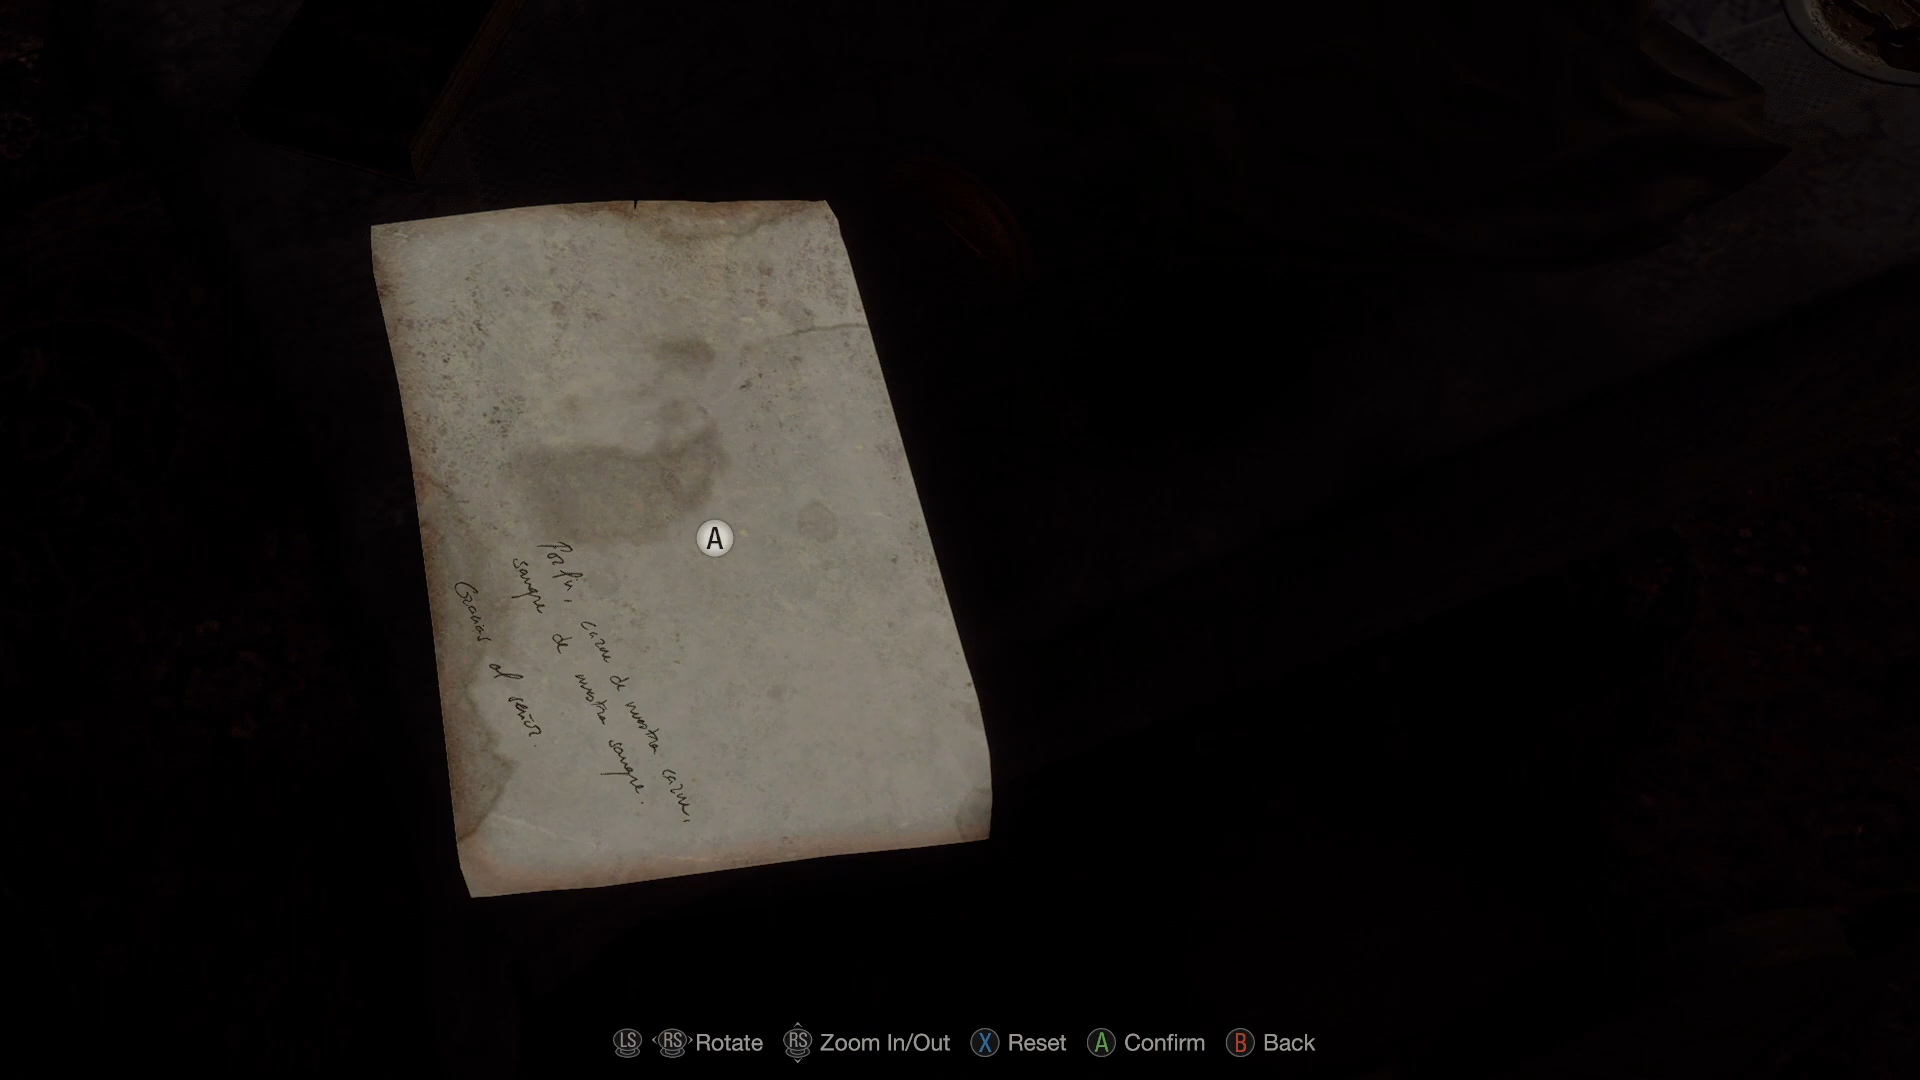 Por fin, carne de nuestra carne,
sangre de nuestra sangre.
Gracias al señor.
A
LS RS Rotate RS Zoom In/Out X Reset A Confirm B Back